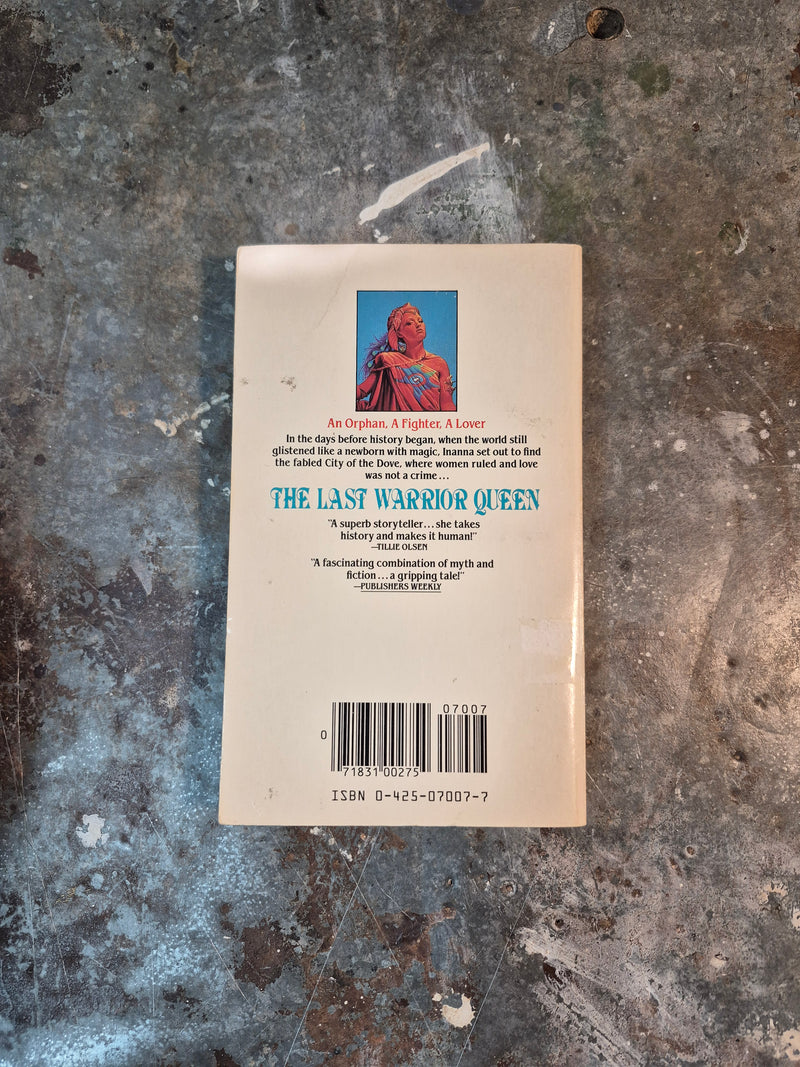 An Orphan, A Fighter, A Lover
In the days before history began, when the world still
glistened like a newborn with magic, Inanna set out to find
the fabled City of the Dove, where women ruled and love
was not a crime...
THE LAST WARRIOR QUEEN
"A superb storyteller...she takes
history and makes it human!"
—TILLIE OLSEN
"A fascinating combination of myth and
fiction...a gripping tale!"
—PUBLISHERS WEEKLY
07007
0
71831 00275
ISBN 0-425-07007-7